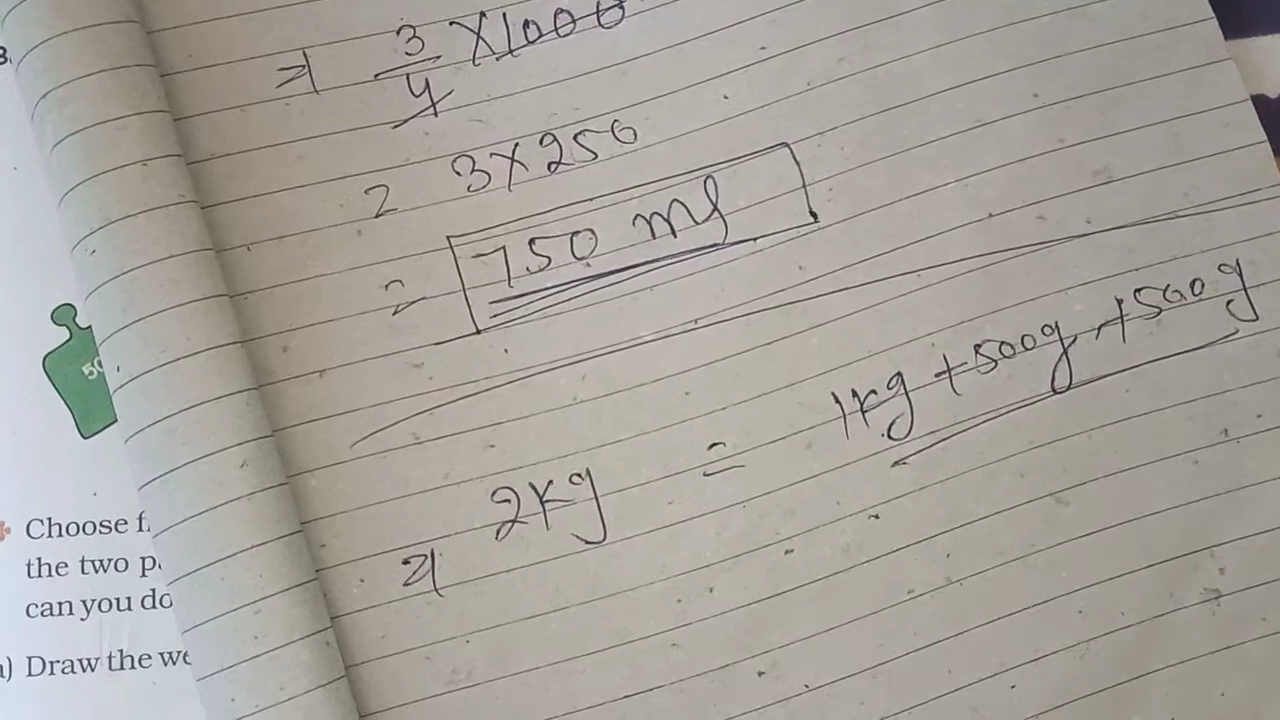 3.
⇒ 3/4 × 1000
= 3 × 250
= 750 ml
2kg = 1kg + 500g + 500g
⇒
50
Choose f
the two p
can you do
) Draw the we